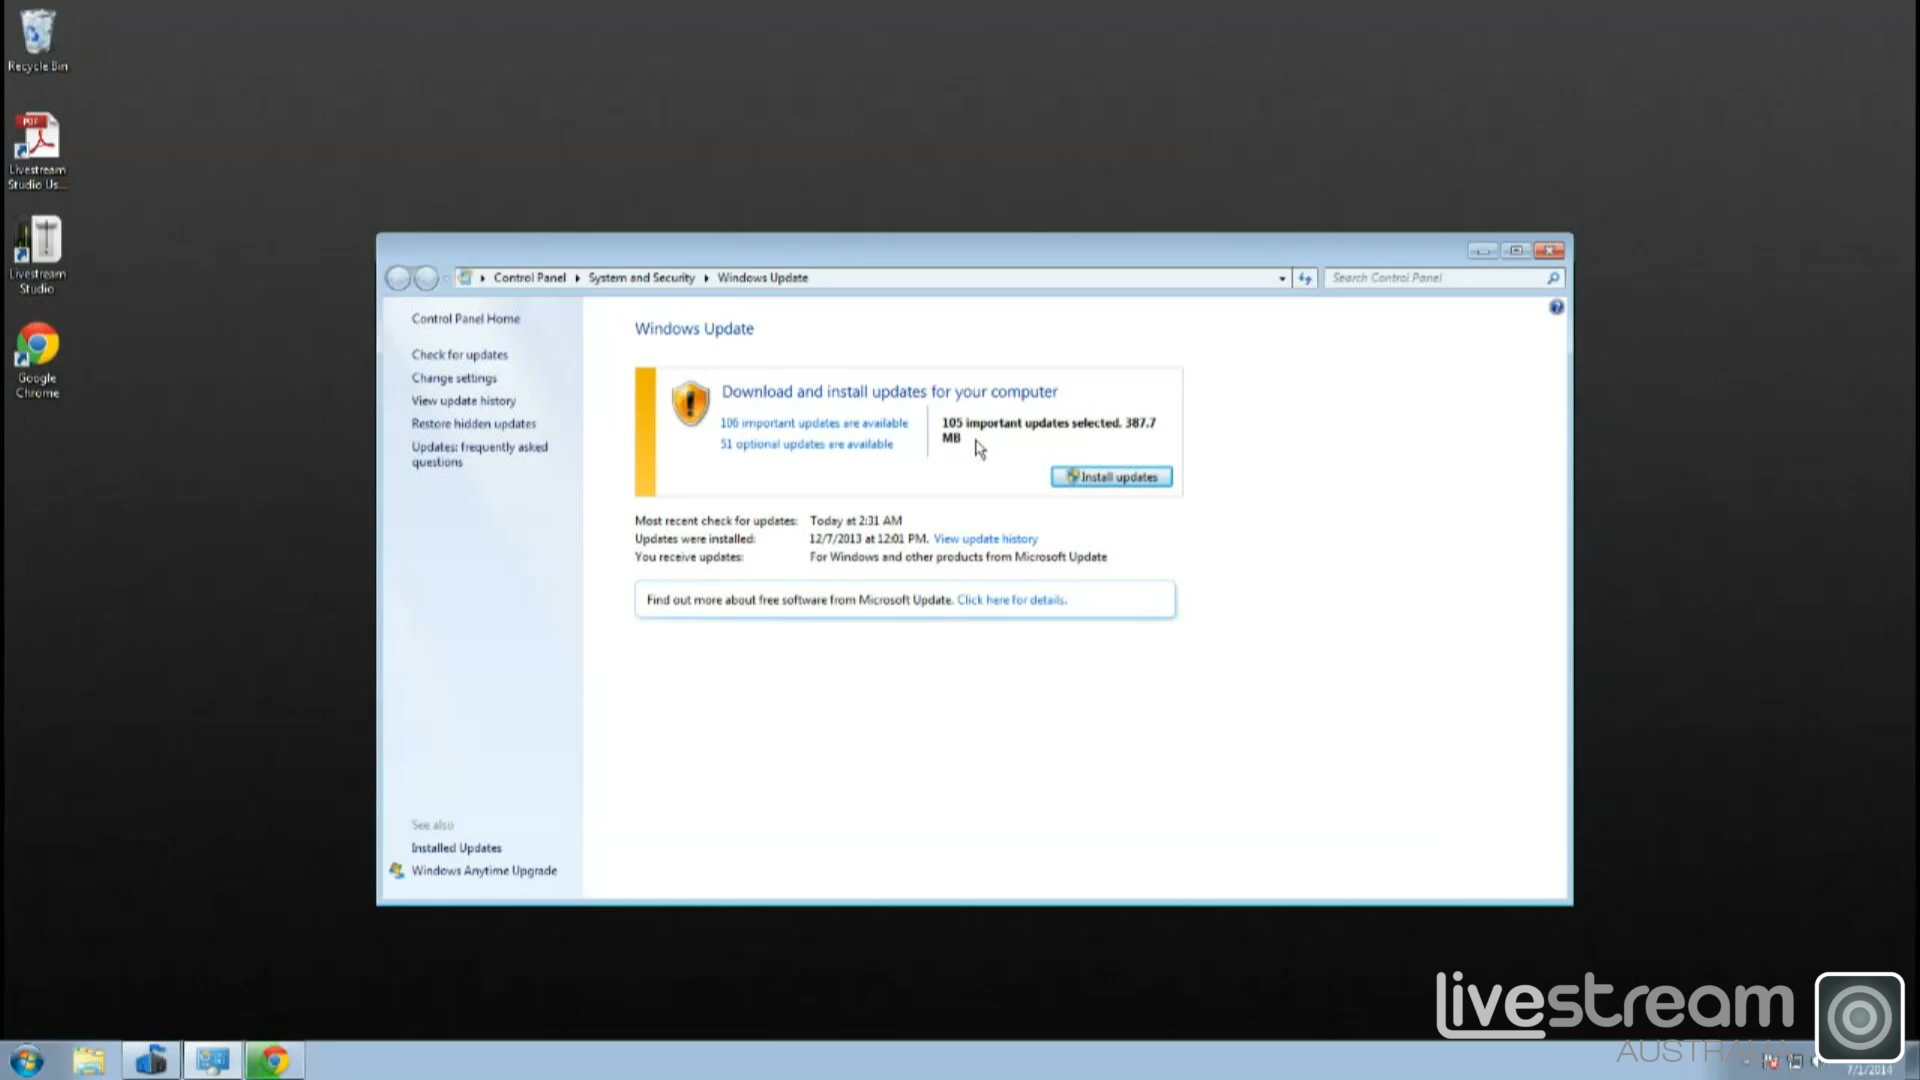 Recycle Bin
PDF
Livestream
Studio Us...
Livestream
Studio
Google
Chrome
Control Panel
System and Security
Windows Update
Search Control Panel
Control Panel Home
Check for updates
Change settings
View update history
Restore hidden updates
Updates: frequently asked
questions
See also
Installed Updates
Windows Anytime Upgrade
Windows Update
Download and install updates for your computer
106 important updates are available
51 optional updates are available
105 important updates selected, 387.7
MB
Install updates
Most recent check for updates: Today at 2:31 AM
Updates were installed: 12/7/2013 at 12:01 PM. View update history
You receive updates: For Windows and other products from Microsoft Update
Find out more about free software from Microsoft Update. Click here for details.
livestream
AUSTRALIA
7/1/2014